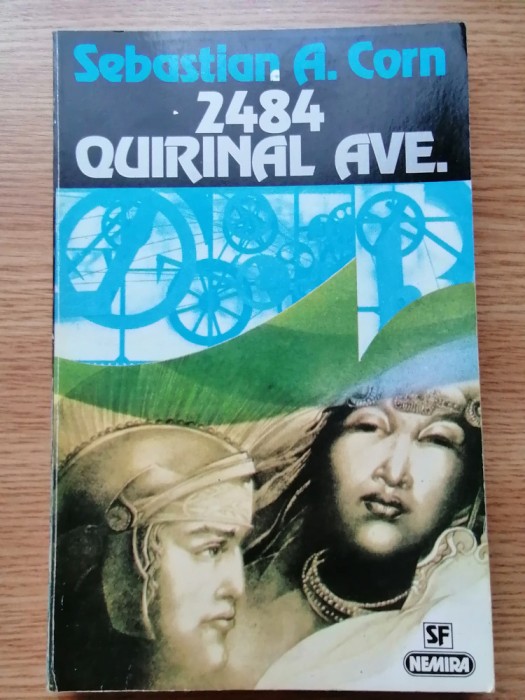 Sebastian A. Corn
2484
QUIRINAL AVE.
SF
NEMIRA